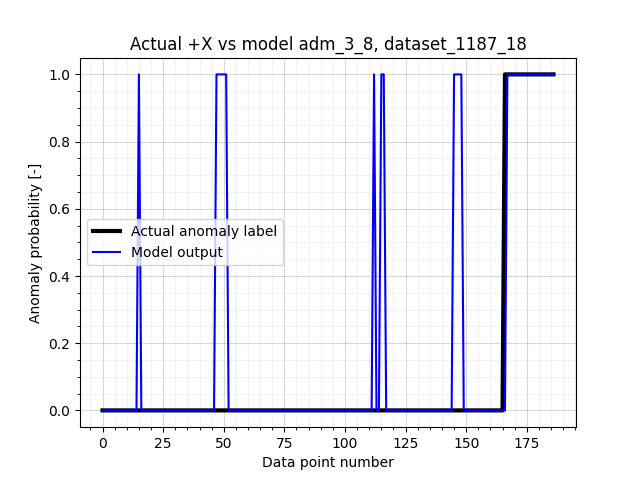 Actual +X vs model adm_3_8, dataset_1187_18
Anomaly probability [-]
1.0
0.8
0.6
0.4
0.2
0.0
Actual anomaly label
Model output
0 25 50 75 100 125 150 175
Data point number